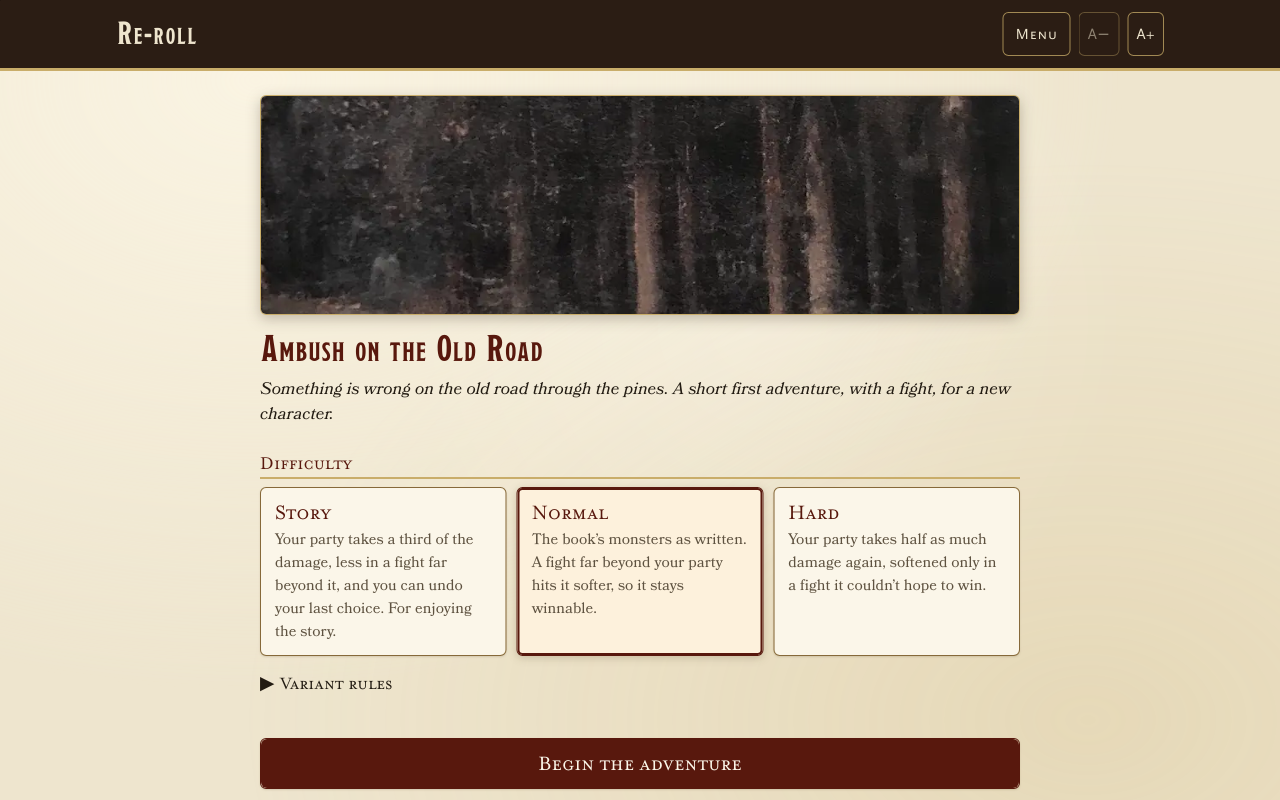 Re-roll
Menu
A−
A+
Ambush on the Old Road
Something is wrong on the old road through the pines. A short first adventure, with a fight, for a new
character.
Difficulty
Story
Your party takes a third of the
damage, less in a fight far
beyond it, and you can undo
your last choice. For enjoying
the story.
Normal
The book’s monsters as written.
A fight far beyond your party
hits it softer, so it stays
winnable.
Hard
Your party takes half as much
damage again, softened only in
a fight it couldn’t hope to win.
▶ Variant rules
Begin the adventure